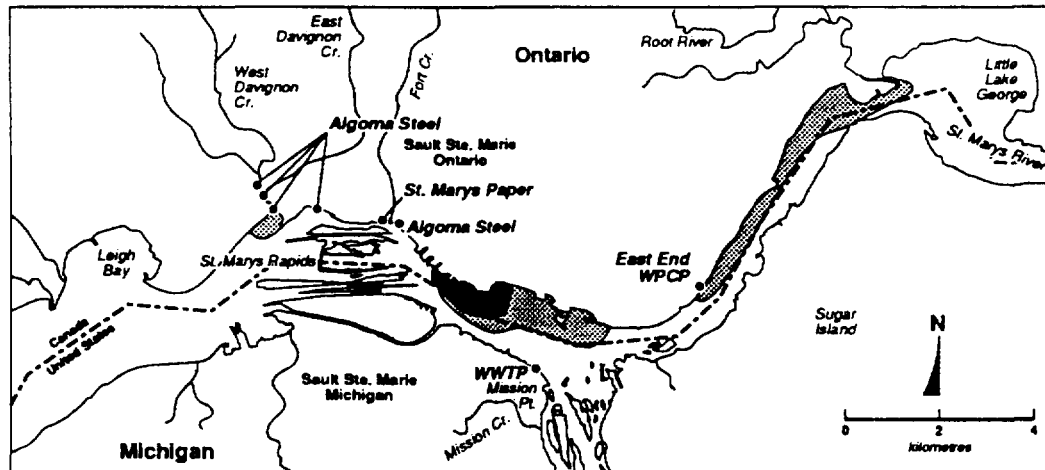 East
Davignon
Cr.
Ontario
Root River
Little
Lake
George
West
Davignon
Cr.
Fort Cr.
Algoma Steel
Sault Ste. Marie
Ontario
St. Marys River
St. Marys Paper
Algoma Steel
Leigh
Bay
St. Marys Rapids
East End
WPCP
Canada
United States
Sugar
Island
N
Sault Ste. Marie
Michigan
WWTP
Mission
Pt.
Mission Cr.
Michigan
0 2 4
kilometres